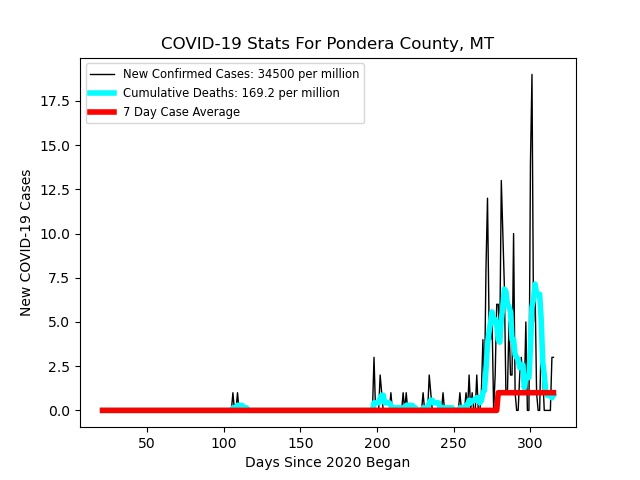 COVID-19 Stats For Pondera County, MT
New Confirmed Cases: 34500 per million
Cumulative Deaths: 169.2 per million
7 Day Case Average
New COVID-19 Cases
17.5
15.0
12.5
10.0
7.5
5.0
2.5
0.0
50 100 150 200 250 300
Days Since 2020 Began